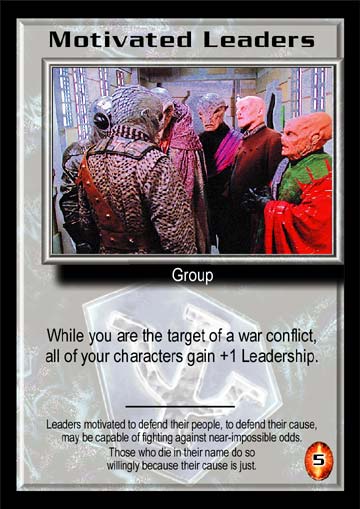 Motivated Leaders
Group
While you are the target of a war conflict,
all of your characters gain +1 Leadership.
Leaders motivated to defend their people, to defend their cause,
may be capable of fighting against near-impossible odds.
Those who die in their name do so
willingly because their cause is just.
5